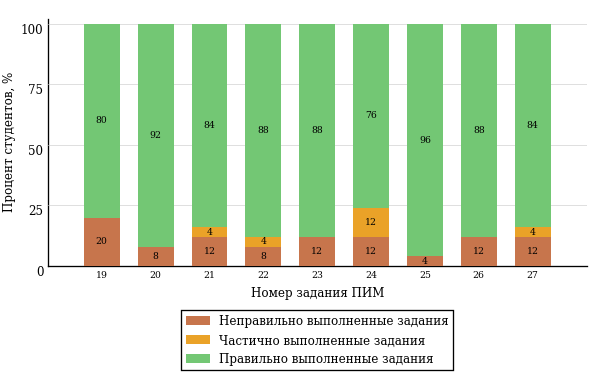 Процент студентов, %
100
75
50
25
0
80 92 84 88 88 76 96 88 84
4 4 12 4
20 8 12 8 12 12 4 12 12
19 20 21 22 23 24 25 26 27
Номер задания ПИМ
Неправильно выполненные задания
Частично выполненные задания
Правильно выполненные задания